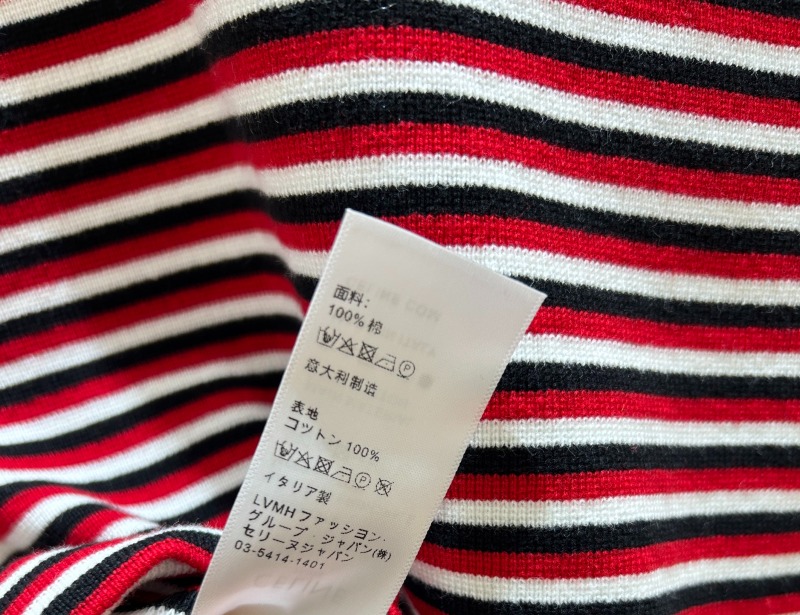 面料:
100% 棉
意大利制造
表地
コットン 100%
イタリア製
LVMHファッション・
グループ・ジャパン(株)
セリーヌジャパン
03-5414-1401